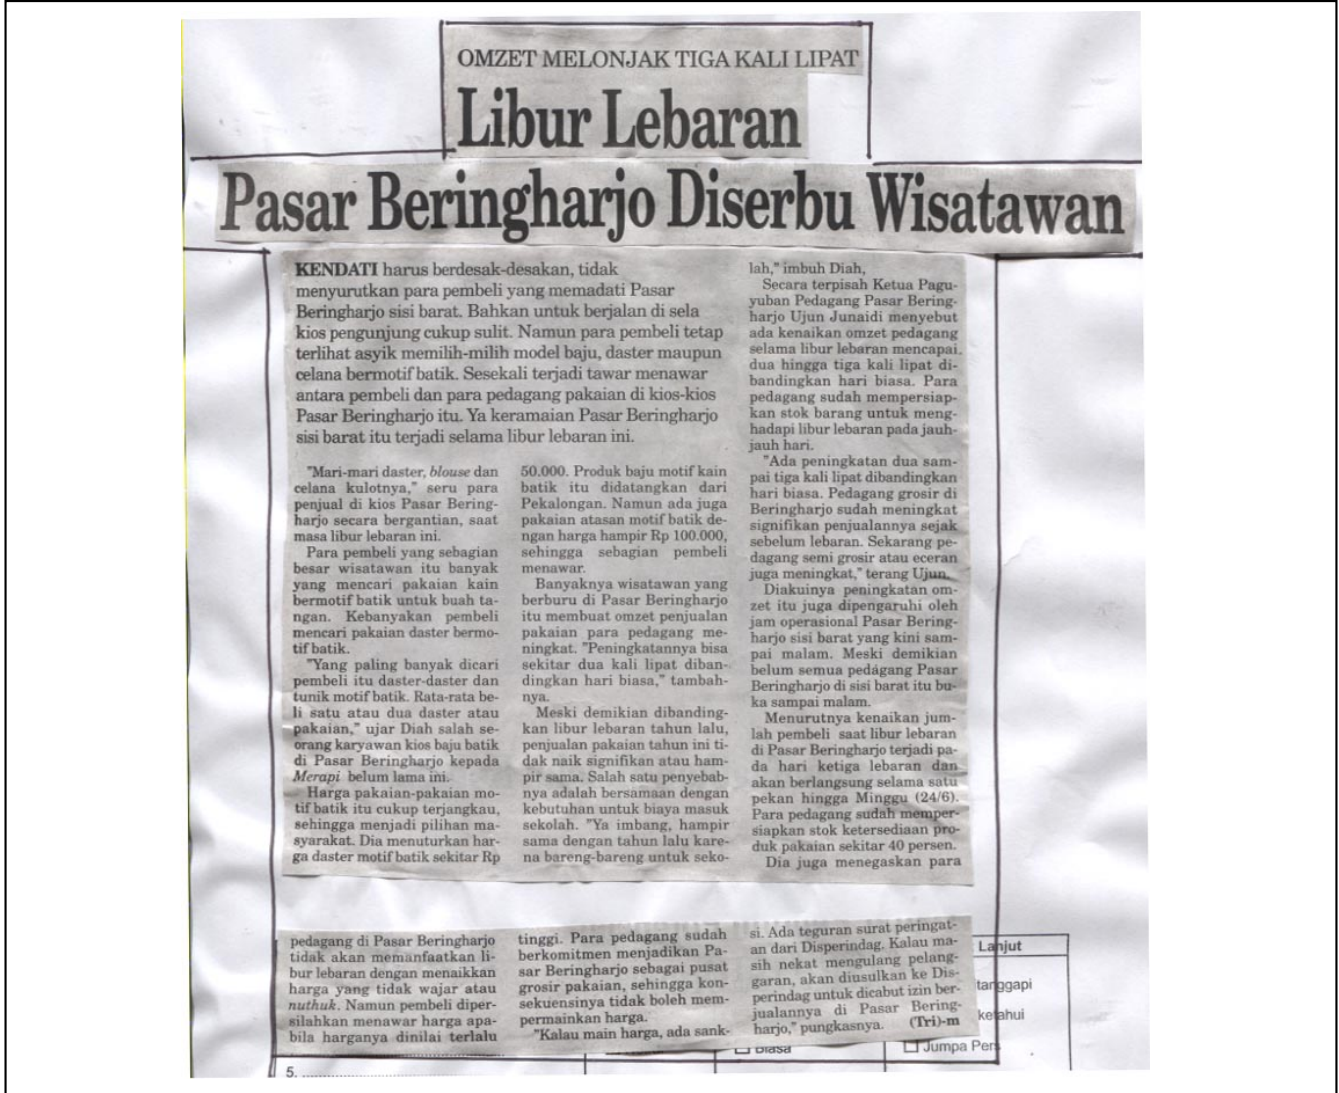 OMZET MELONJAK TIGA KALI LIPAT
Libur Lebaran
Pasar Beringharjo Diserbu Wisatawan
KENDATI harus berdesak-desakan, tidak
menyurutkan para pembeli yang memadati Pasar
Beringharjo sisi barat. Bahkan untuk berjalan di sela
kios pengunjung cukup sulit. Namun para pembeli tetap
terlihat asyik memilih-milih model baju, daster maupun
celana bermotif batik. Sesekali terjadi tawar menawar
antara pembeli dan para pedagang pakaian di kios-kios
Pasar Beringharjo itu. Ya keramaian Pasar Beringharjo
sisi barat itu terjadi selama libur lebaran ini.
"Mari-mari daster, blouse dan
celana kulotnya," seru para
penjual di kios Pasar Bering-
harjo secara bergantian, saat
masa libur lebaran ini.
Para pembeli yang sebagian
besar wisatawan itu banyak
yang mencari pakaian kain
bermotif batik untuk buah ta-
ngan. Kebanyakan pembeli
mencari pakaian daster bermo-
tif batik.
"Yang paling banyak dicari
pembeli itu daster-daster dan
tunik motif batik. Rata-rata be-
li satu atau dua daster atau
pakaian," ujar Diah salah se-
orang karyawan kios baju batik
di Pasar Beringharjo kepada
Merapi belum lama ini.
Harga pakaian-pakaian mo-
tif batik itu cukup terjangkau,
sehingga menjadi pilihan ma-
syarakat. Dia menuturkan har-
ga daster motif batik sekitar Rp
50.000. Produk baju motif kain
batik itu didatangkan dari
Pekalongan. Namun ada juga
pakaian atasan motif batik de-
ngan harga hampir Rp 100.000,
sehingga sebagian pembeli
menawar.
Banyaknya wisatawan yang
berburu di Pasar Beringharjo
itu membuat omzet penjualan
pakaian para pedagang me-
ningkat. "Peningkatannya bisa
sekitar dua kali lipat diban-
dingkan hari biasa," tambah-
nya.
Meski demikian dibanding-
kan libur lebaran tahun lalu,
penjualan pakaian tahun ini ti-
dak naik signifikan atau ham-
pir sama. Salah satu penyebab-
nya adalah bersamaan dengan
kebutuhan untuk biaya masuk
sekolah. "Ya imbang, hampir
sama dengan tahun lalu kare-
na bareng-bareng untuk seko-
lah," imbuh Diah,
Secara terpisah Ketua Pagu-
yuban Pedagang Pasar Bering-
harjo Ujun Junaidi menyebut
ada kenaikan omzet pedagang
selama libur lebaran mencapai
dua hingga tiga kali lipat di-
bandingkan hari biasa. Para
pedagang sudah mempersiap-
kan stok barang untuk meng-
hadapi libur lebaran pada jauh-
jauh hari.
"Ada peningkatan dua sam-
pai tiga kali lipat dibandingkan
hari biasa. Pedagang grosir di
Beringharjo sudah meningkat
signifikan penjualannya sejak
sebelum lebaran. Sekarang pe-
dagang semi grosir atau eceran
juga meningkat," terang Ujun.
Diakuinya peningkatan om-
zet itu juga dipengaruhi oleh
jam operasional Pasar Bering-
harjo sisi barat yang kini sam-
pai malam. Meski demikian
belum semua pedagang Pasar
Beringharjo di sisi barat itu bu-
ka sampai malam.
Menurutnya kenaikan jum-
lah pembeli saat libur lebaran
di Pasar Beringharjo terjadi pa-
da hari ketiga lebaran dan
akan berlangsung selama satu
pekan hingga Minggu (24/6).
Para pedagang sudah memper-
siapkan stok ketersediaan pro-
duk pakaian sekitar 40 persen.
Dia juga menegaskan para
pedagang di Pasar Beringharjo
tidak akan memanfaatkan li-
bur lebaran dengan menaikkan
harga yang tidak wajar atau
nuthuk. Namun pembeli diper-
silahkan menawar harga apa-
bila harganya dinilai terlalu
tinggi. Para pedagang sudah
berkomitmen menjadikan Pa-
sar Beringharjo sebagai pusat
grosir pakaian, sehingga kon-
sekuensinya tidak boleh mem-
permainkan harga.
"Kalau main harga, ada sank-
si. Ada teguran surat peringat-
an dari Disperindag. Kalau ma-
sih nekat mengulang pelang-
garan, akan diusulkan ke Dis-
perindag untuk dicabut izin ber-
jualannya di Pasar Bering-
harjo," pungkasnya. (Tri)-m
Lanjut
tanggapi
ketahui
Biasa
Jumpa Pers
5.